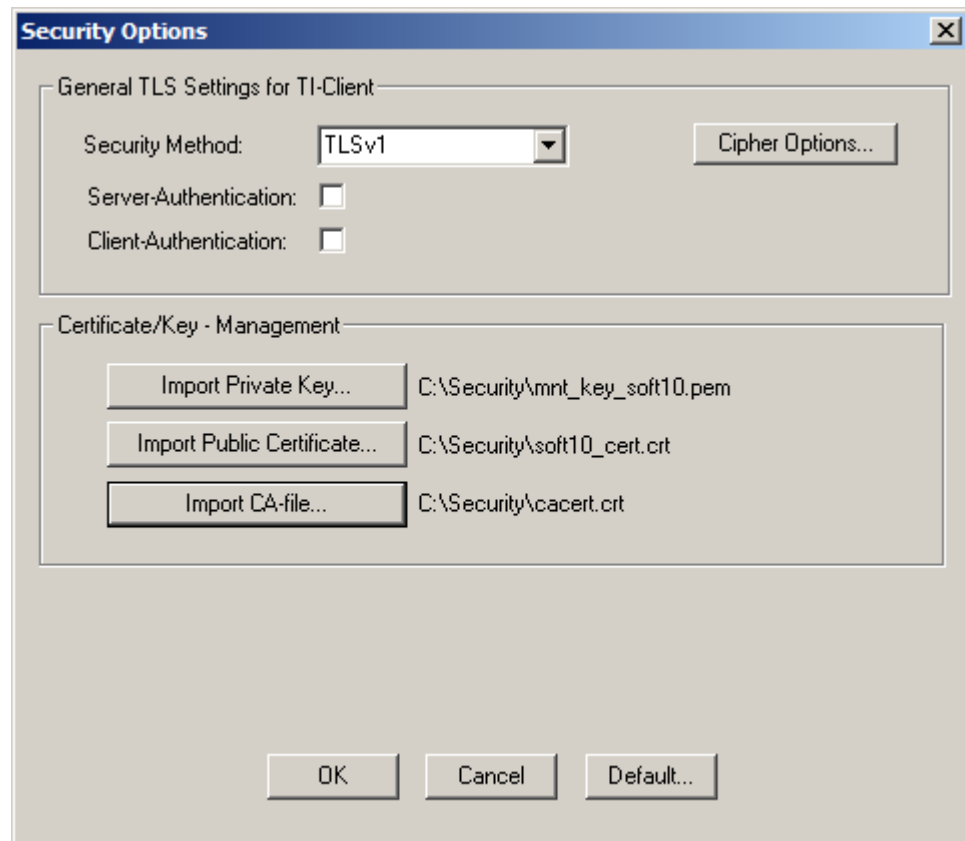 Security Options
General TLS Settings for TI-Client
Security Method: TLSv1 Cipher Options...
Server-Authentication:
Client-Authentication:
Certificate/Key - Management
Import Private Key... C:\Security\mnt_key_soft10.pem
Import Public Certificate... C:\Security\soft10_cert.crt
Import CA-file... C:\Security\cacert.crt
OK Cancel Default...